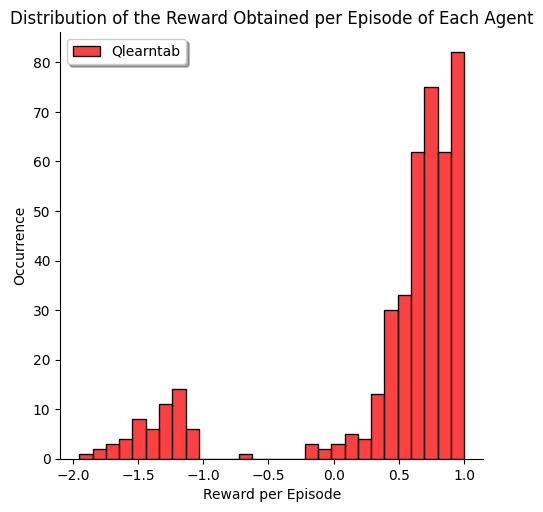 Distribution of the Reward Obtained per Episode of Each Agent
Qlearntab
80
70
60
50
40
30
20
10
0
Occurrence
−2.0 −1.5 −1.0 −0.5 0.0 0.5 1.0
Reward per Episode